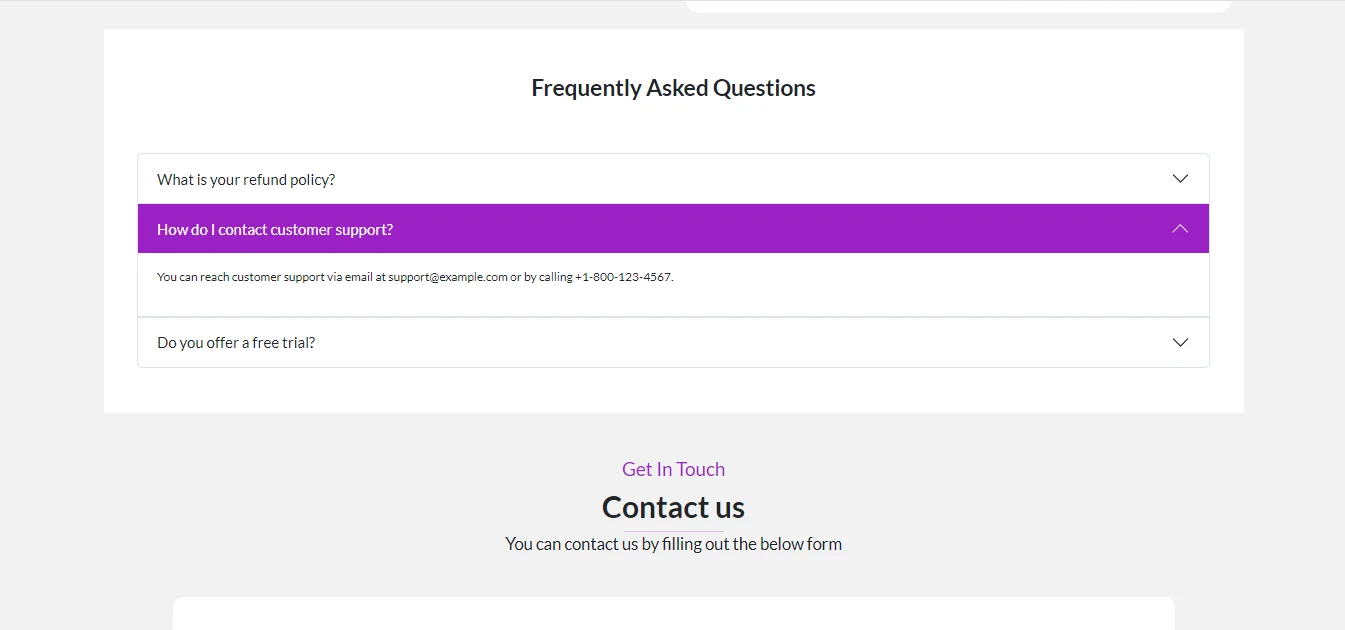 Frequently Asked Questions
What is your refund policy?
How do I contact customer support?
You can reach customer support via email at support@example.com or by calling +1-800-123-4567.
Do you offer a free trial?
Get In Touch
Contact us
You can contact us by filling out the below form